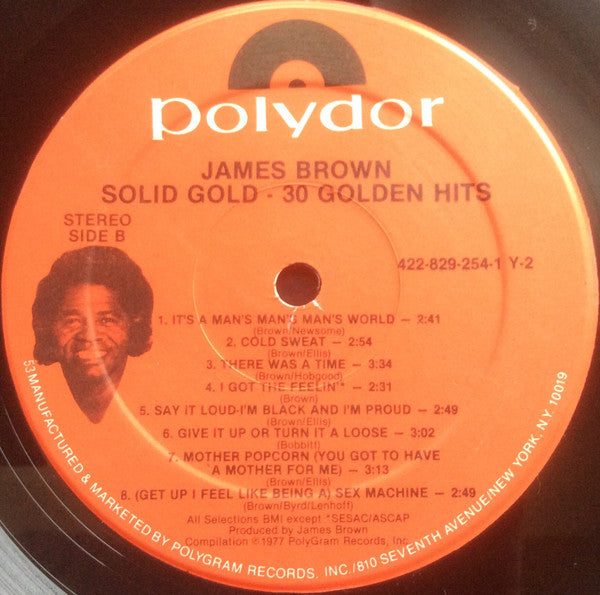 polydor
JAMES BROWN
SOLID GOLD - 30 GOLDEN HITS
STEREO
SIDE B
422-829-254-1 Y-2
1. IT'S A MAN'S MAN'S MAN'S WORLD — 2:41
(Brown/Newsome)
2. COLD SWEAT — 2:54
(Brown/Ellis)
3. THERE WAS A TIME — 3:34
(Brown/Hobgood)
4. I GOT THE FEELIN'* — 2:31
(Brown)
5. SAY IT LOUD-I'M BLACK AND I'M PROUD — 2:49
(Brown/Ellis)
6. GIVE IT UP OR TURN IT A LOOSE — 3:02
(Bobbitt)
7. MOTHER POPCORN (YOU GOT TO HAVE
A MOTHER FOR ME) — 3:13
(Brown/Ellis)
8. (GET UP I FEEL LIKE BEING A) SEX MACHINE — 2:49
(Brown/Byrd/Lenhoff)
All Selections BMI except *SESAC/ASCAP
Produced by James Brown
Compilation ℗ 1977 PolyGram Records, Inc.
53 MANUFACTURED & MARKETED BY POLYGRAM RECORDS, INC./810 SEVENTH AVENUE/NEW YORK, N.Y. 10019